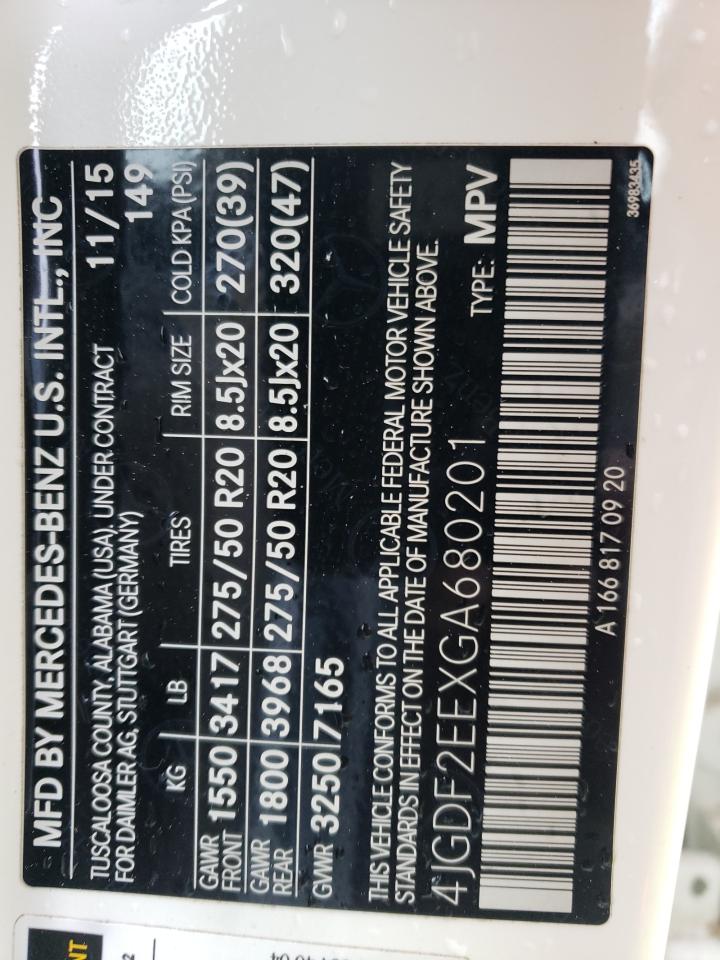 MFD BY MERCEDES-BENZ U.S. INTL., INC
TUSCALOOSA COUNTY, ALABAMA (USA), UNDER CONTRACT 11/15
FOR DAIMLER AG, STUTTGART (GERMANY) 149
KG LB TIRES RIM SIZE COLD KPA (PSI)
GAWR FRONT 1550 3417 275/50 R20 8.5Jx20 270(39)
GAWR REAR 1800 3968 275/50 R20 8.5Jx20 320(47)
GVWR 3250 7165
THIS VEHICLE CONFORMS TO ALL APPLICABLE FEDERAL MOTOR VEHICLE SAFETY
STANDARDS IN EFFECT ON THE DATE OF MANUFACTURE SHOWN ABOVE.
4JGDF2EEXGA680201 TYPE: MPV
A 166 817 09 20
36983435
NT
2